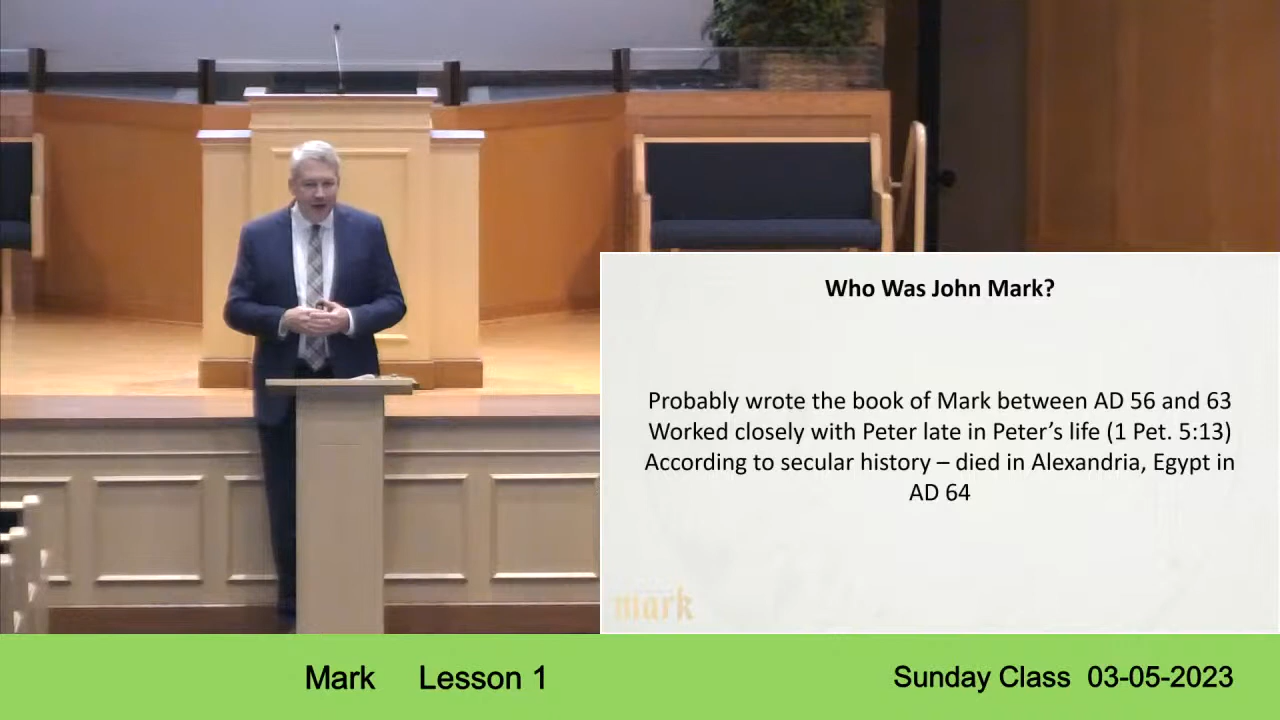 Who Was John Mark?
Probably wrote the book of Mark between AD 56 and 63
Worked closely with Peter late in Peter’s life (1 Pet. 5:13)
According to secular history – died in Alexandria, Egypt in
AD 64
mark
Mark Lesson 1
Sunday Class 03-05-2023